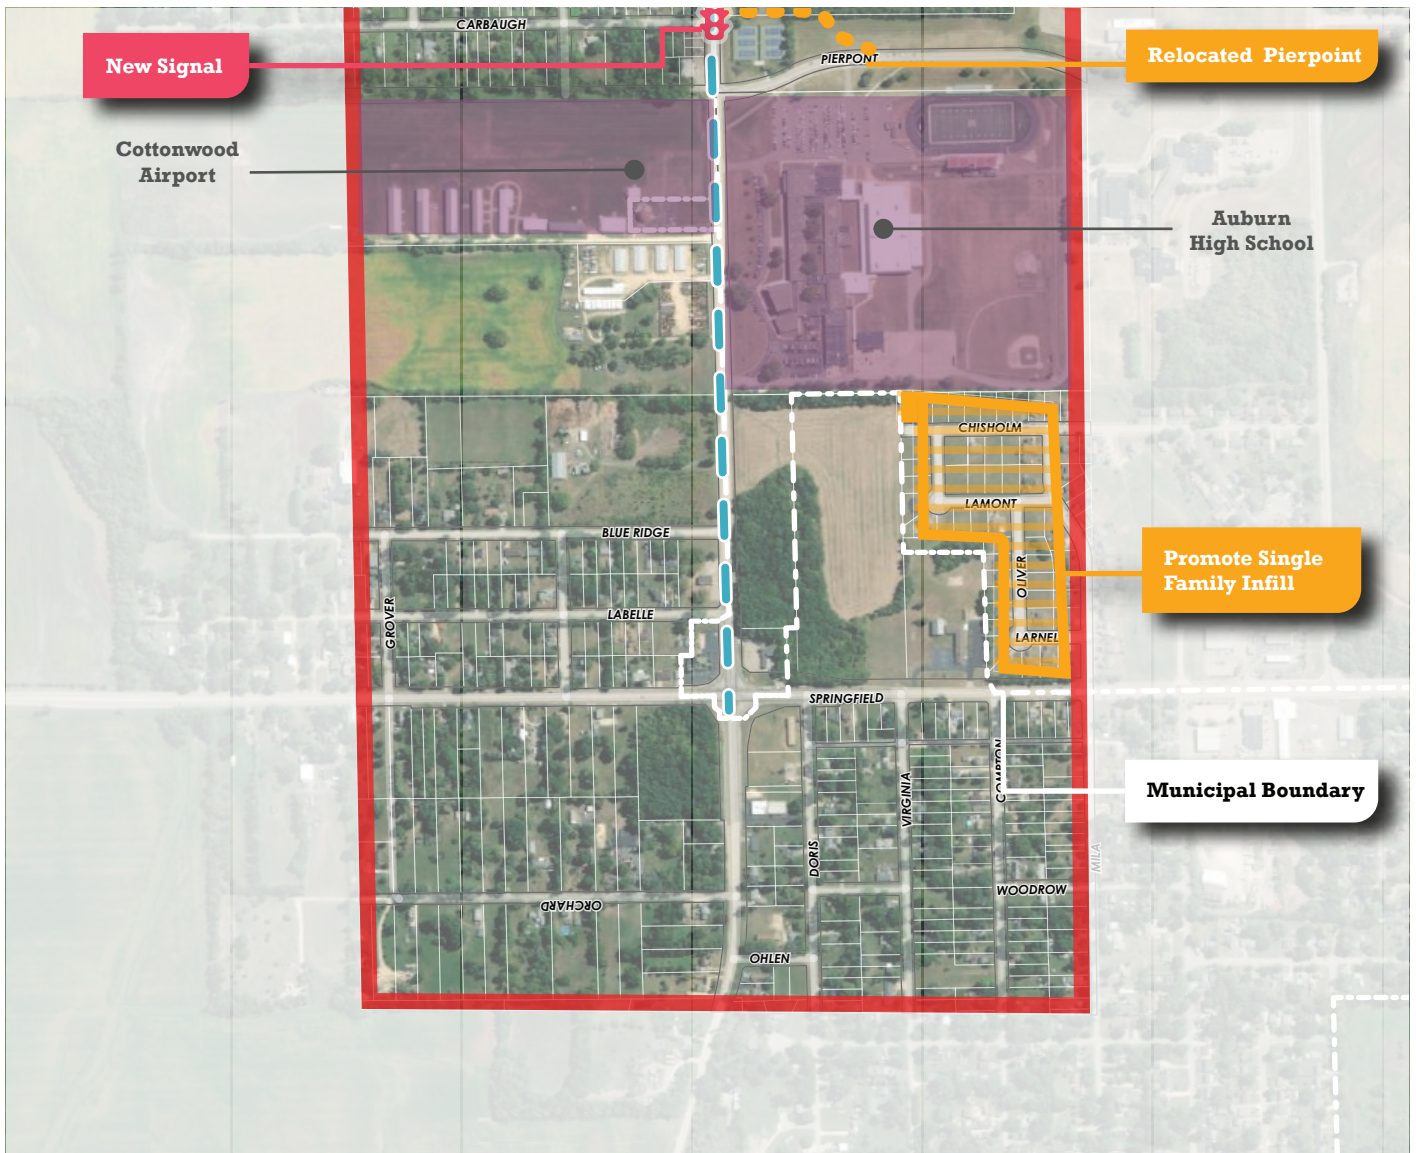 CARBAUGH
New Signal
Relocated Pierpoint
PIERPONT
Cottonwood
Airport
Auburn
High School
CHISHOLM
LAMONT
BLUE RIDGE
Promote Single
Family Infill
OLIVER
GROVER
LABELLE
LARNEL
SPRINGFIELD
COMPTON
VIRGINIA
Municipal Boundary
DORIS
MILA
WOODROW
ORCHARD
OHLEN